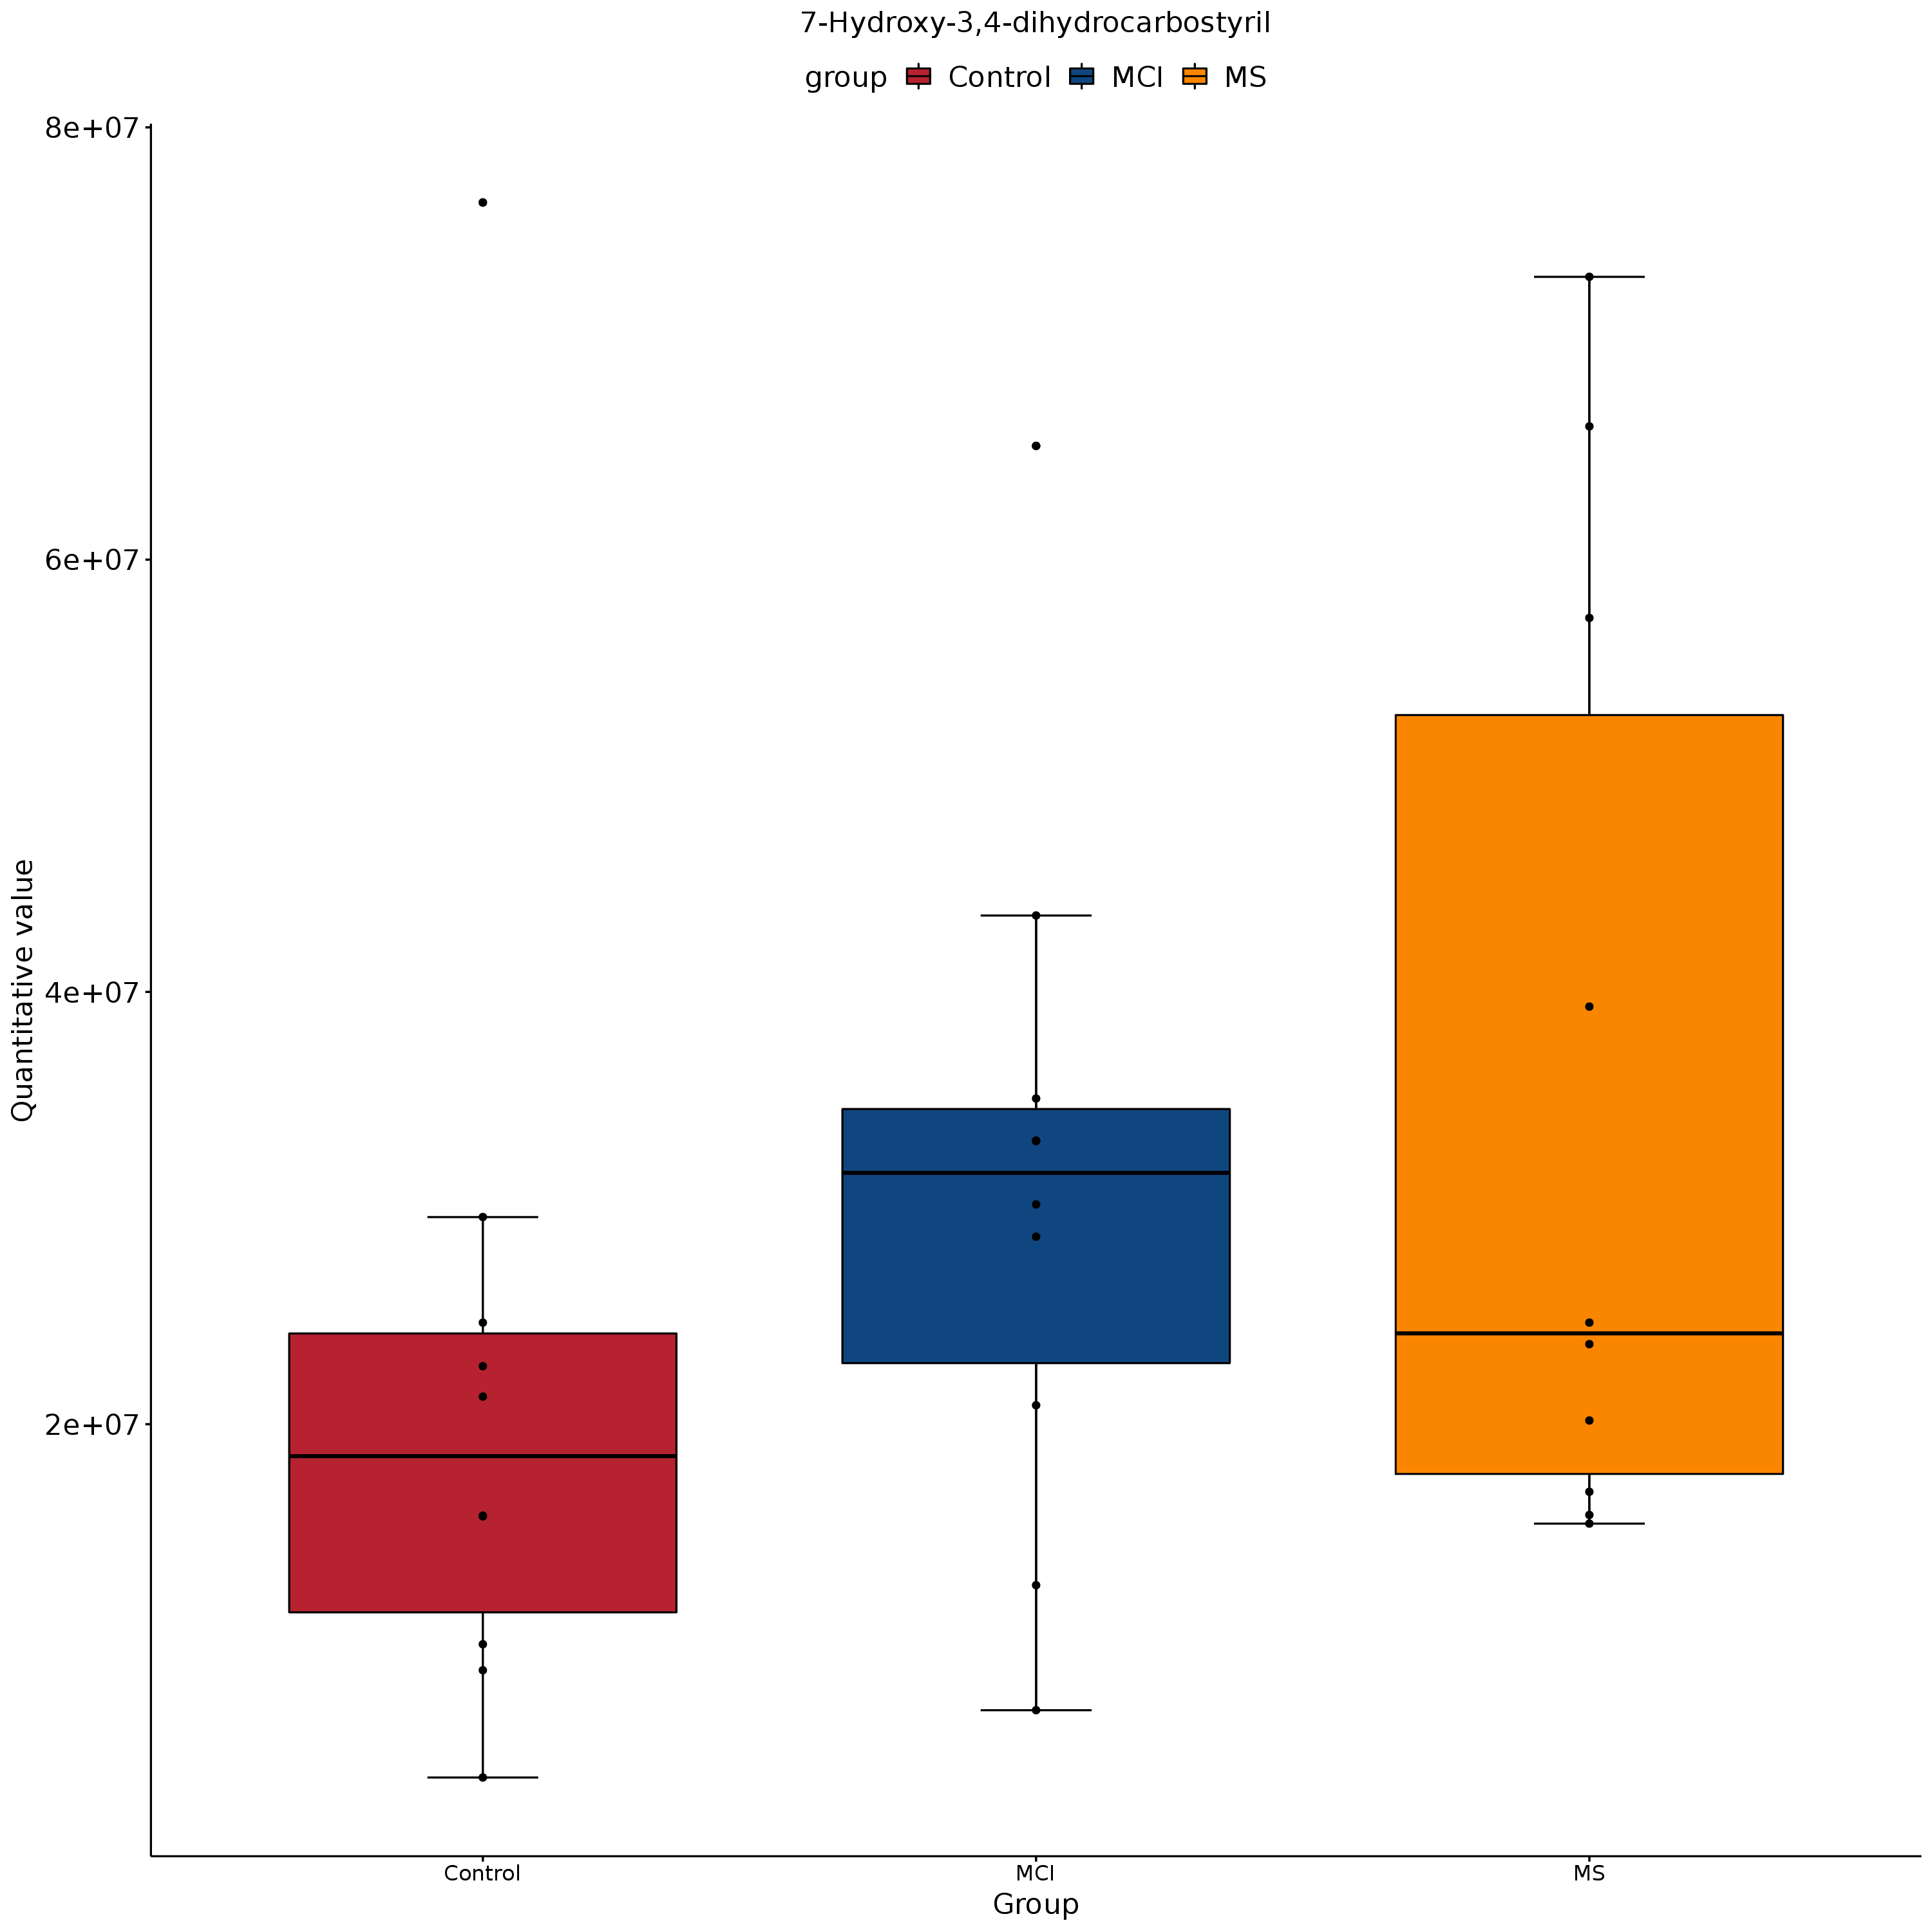 7-Hydroxy-3,4-dihydrocarbostyril
group Control MCI MS
8e+07
6e+07
4e+07
2e+07
Quantitative value
Control MCI MS
Group